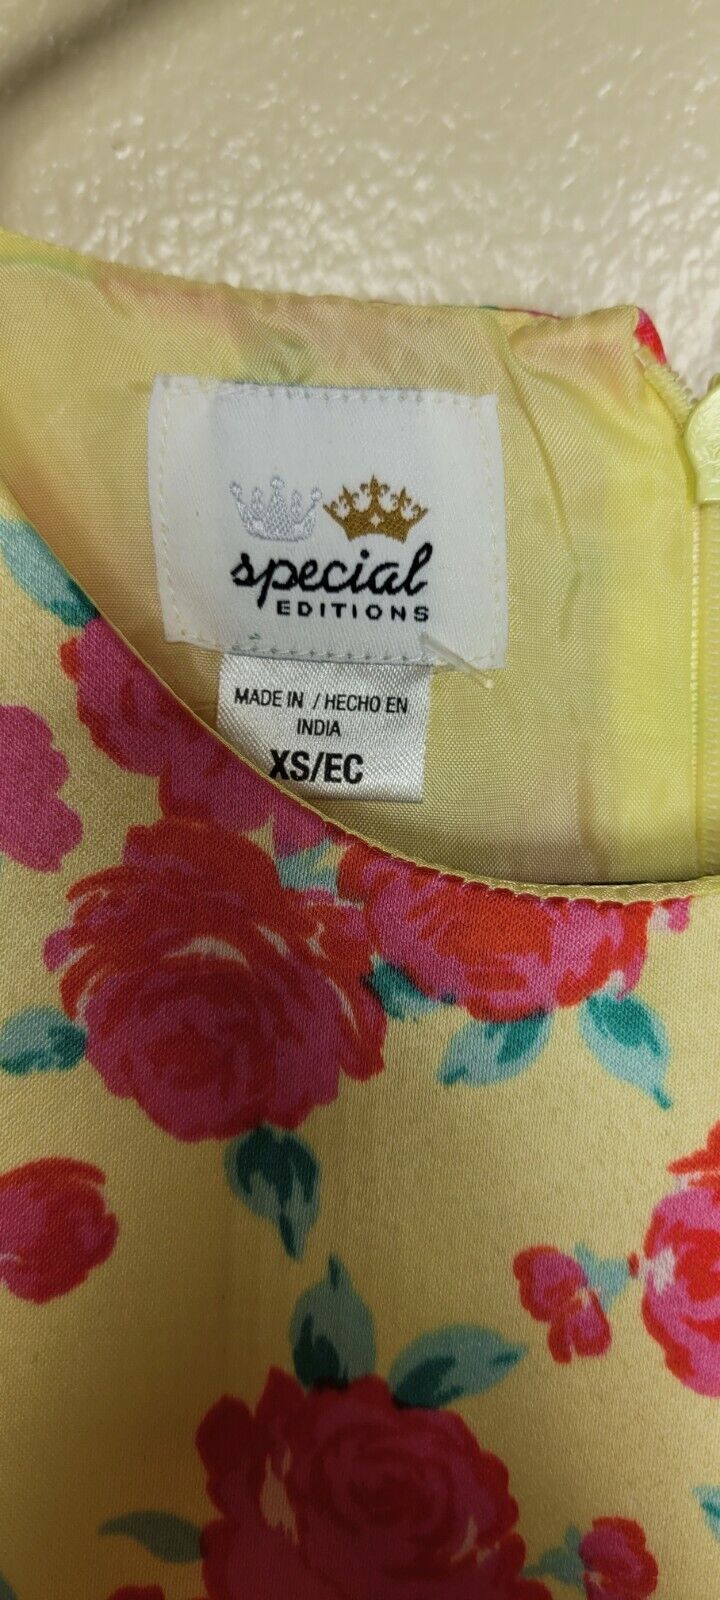 special
EDITIONS
MADE IN / HECHO EN
INDIA
XS/EC